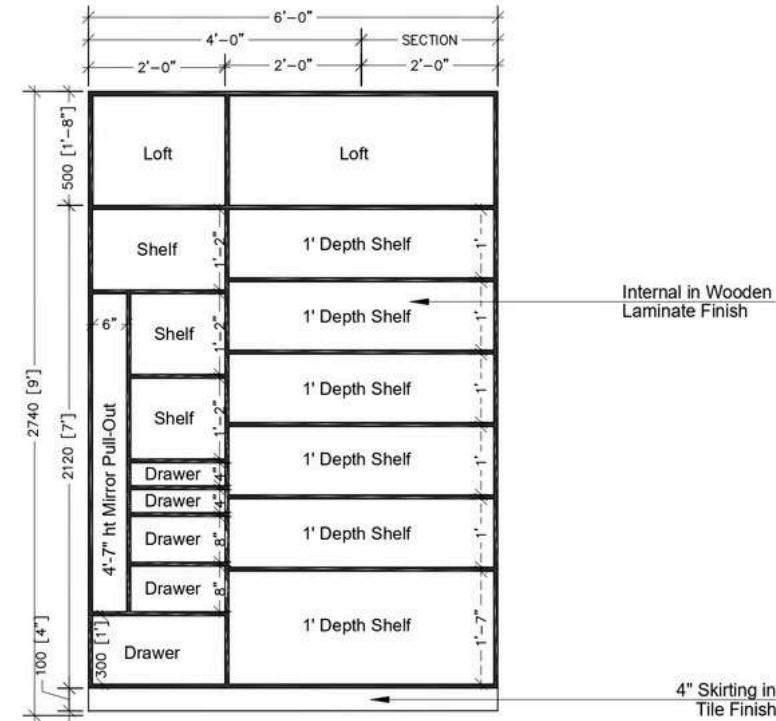 6'-0"
4'-0" SECTION
2'-0" 2'-0" 2'-0"
500 [1'-8"]
Loft Loft
Shelf 1'-2" 1' Depth Shelf 1'
6" Shelf 1'-2" 1' Depth Shelf 1'
Internal in Wooden
Laminate Finish
2740 [9']
2120 [7']
4'-7" ht Mirror Pull-Out
Shelf 1'-2" 1' Depth Shelf 1'
Drawer 4" 1' Depth Shelf 1'
Drawer 4"
Drawer 8" 1' Depth Shelf 1'
Drawer 8"
1' Depth Shelf 1'-7"
300 [1'] Drawer
100 [4"]
4" Skirting in
Tile Finish